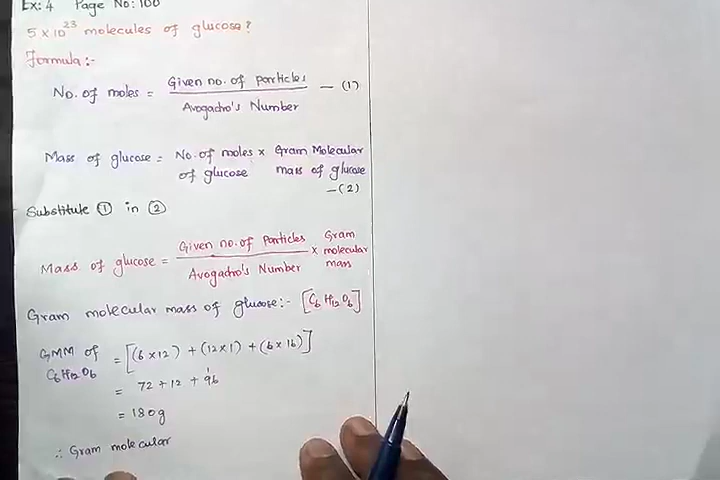 Ex: 4 Page No: 100
5 x 10^23 molecules of glucose?
Formula:-
No. of moles = Given no. of particles / Avogadro's Number — (1)
Mass of glucose = No. of moles of glucose x Gram Molecular mass of glucose — (2)
Substitute ① in ②
Mass of glucose = Given no. of Particles / Avogadro's Number x Gram molecular mass
Gram molecular mass of glucose:- [C6H12O6]
GMM of C6H12O6 = [(6 x 12) + (12 x 1) + (6 x 16)]
= 72 + 12 + 96
= 180g
∴ Gram molecular